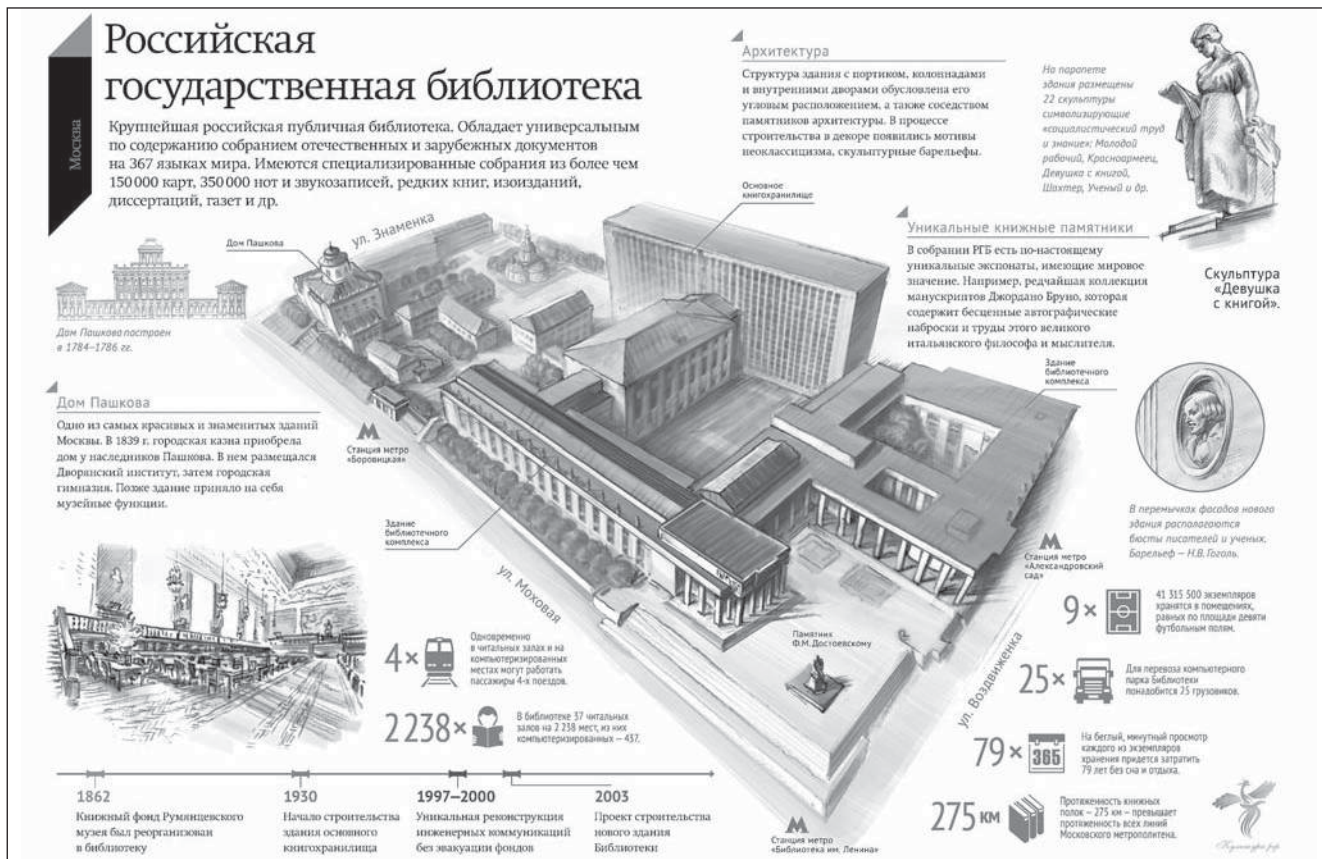 Москва
Российская
государственная библиотека
Крупнейшая российская публичная библиотека. Обладает универсальным
по содержанию собранием отечественных и зарубежных документов
на 367 языках мира. Имеются специализированные собрания из более чем
150 000 карт, 350 000 нот и звукозаписей, редких книг, изоизданий,
диссертаций, газет и др.
Архитектура
Структура здания с портиком, колоннадами
и внутренними дворами обусловлена его
угловым расположением, а также соседством
памятников архитектуры. В процессе
строительства в декоре появились мотивы
неоклассицизма, скульптурные барельефы.
На парапете
здания размещены
22 скульптуры
символизирующие
«социалистический труд
и знание»: Молодой
рабочий, Красноармеец,
Девушка с книгой,
Шахтер, Ученый и др.
Скульптура
«Девушка
с книгой».
Основное
книгохранилище
ул. Знаменка
Дом Пашкова
Дом Пашкова построен
в 1784–1786 гг.
Уникальные книжные памятники
В собрании РГБ есть по-настоящему
уникальные экспонаты, имеющие мировое
значение. Например, редчайшая коллекция
манускриптов Джордано Бруно, которая
содержит бесценные автографические
наброски и труды этого великого
итальянского философа и мыслителя.
Здание
библиотечного
комплекса
Дом Пашкова
Одно из самых красивых и знаменитых зданий
Москвы. В 1839 г. городская казна приобрела
дом у наследников Пашкова. В нем размещался
Дворянский институт, затем городская
гимназия. Позже здание приняло на себя
музейные функции.
М
Станция метро
«Боровицкая»
Здание
библиотечного
комплекса
ул. Моховая
В перемычках фасадов нового
здания располагаются
бюсты писателей и ученых.
Барельеф – Н.В. Гоголь.
М
Станция метро
«Александровский
сад»
Памятник
Ф.М. Достоевскому
ул. Воздвиженка
4×
Одновременно
в читальных залах и на
компьютеризированных
местах могут работать
пассажиры 4-х поездов.
2 238×
В библиотеке 37 читальных
залов на 2 238 мест, из них
компьютеризированных – 437.
9×
41 315 500 экземпляров
хранятся в помещениях,
равных по площади девяти
футбольным полям.
25×
Для перевоза компьютерного
парка Библиотеки
понадобится 25 грузовиков.
79×
365
На беглый, минутный просмотр
каждого из экземпляров
хранения придется затратить
79 лет без сна и отдыха.
275 км
Протяженность книжных
полок – 275 км – превышает
протяженность всех линий
Московского метрополитена.
1862
Книжный фонд Румянцевского
музея был реорганизован
в библиотеку
1930
Начало строительства
здания основного
книгохранилища
1997–2000
Уникальная реконструкция
инженерных коммуникаций
без эвакуации фондов
2003
Проект строительства
нового здания
Библиотеки
М
Станция метро
«Библиотека им. Ленина»
Культура.рф